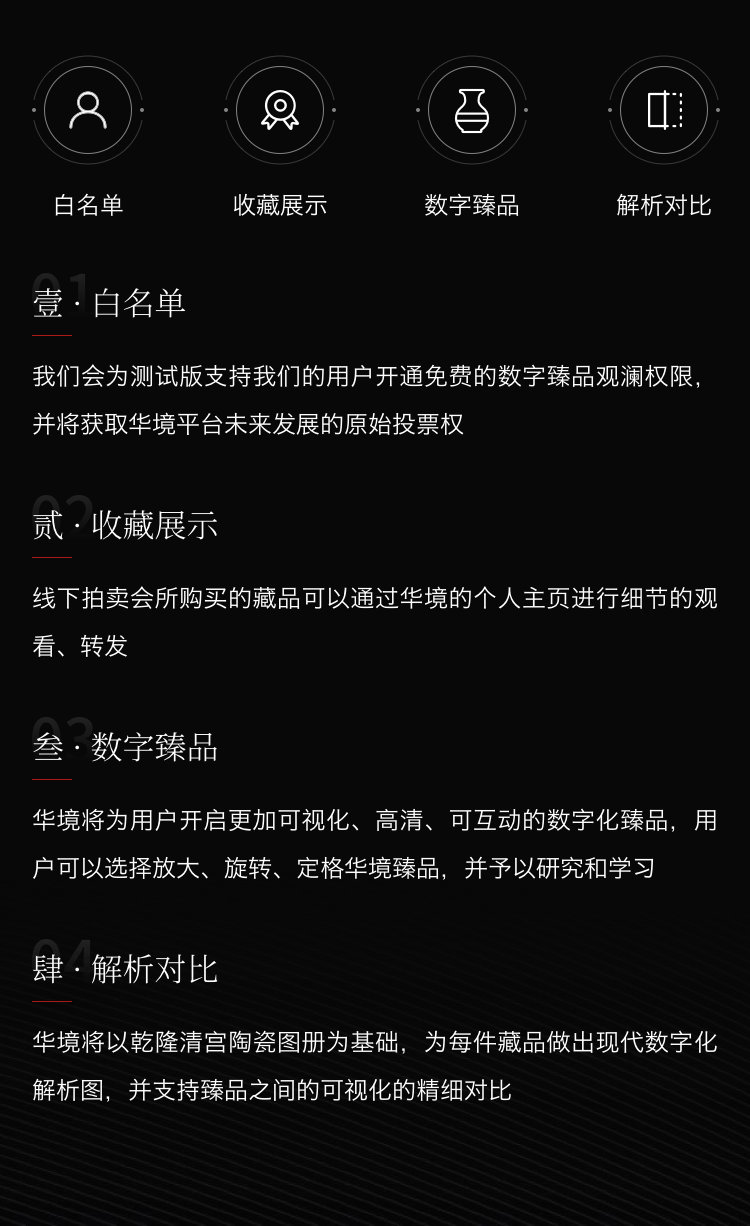 白名单
收藏展示
数字臻品
解析对比
01
壹 · 白名单
我们会为测试版支持我们的用户开通免费的数字臻品观澜权限，
并将获取华境平台未来发展的原始投票权
02
贰 · 收藏展示
线下拍卖会所购买的藏品可以通过华境的个人主页进行细节的观
看、转发
03
叁 · 数字臻品
华境将为用户开启更加可视化、高清、可互动的数字化臻品，用
户可以选择放大、旋转、定格华境臻品，并予以研究和学习
04
肆 · 解析对比
华境将以乾隆清宫陶瓷图册为基础，为每件藏品做出现代数字化
解析图，并支持臻品之间的可视化的精细对比